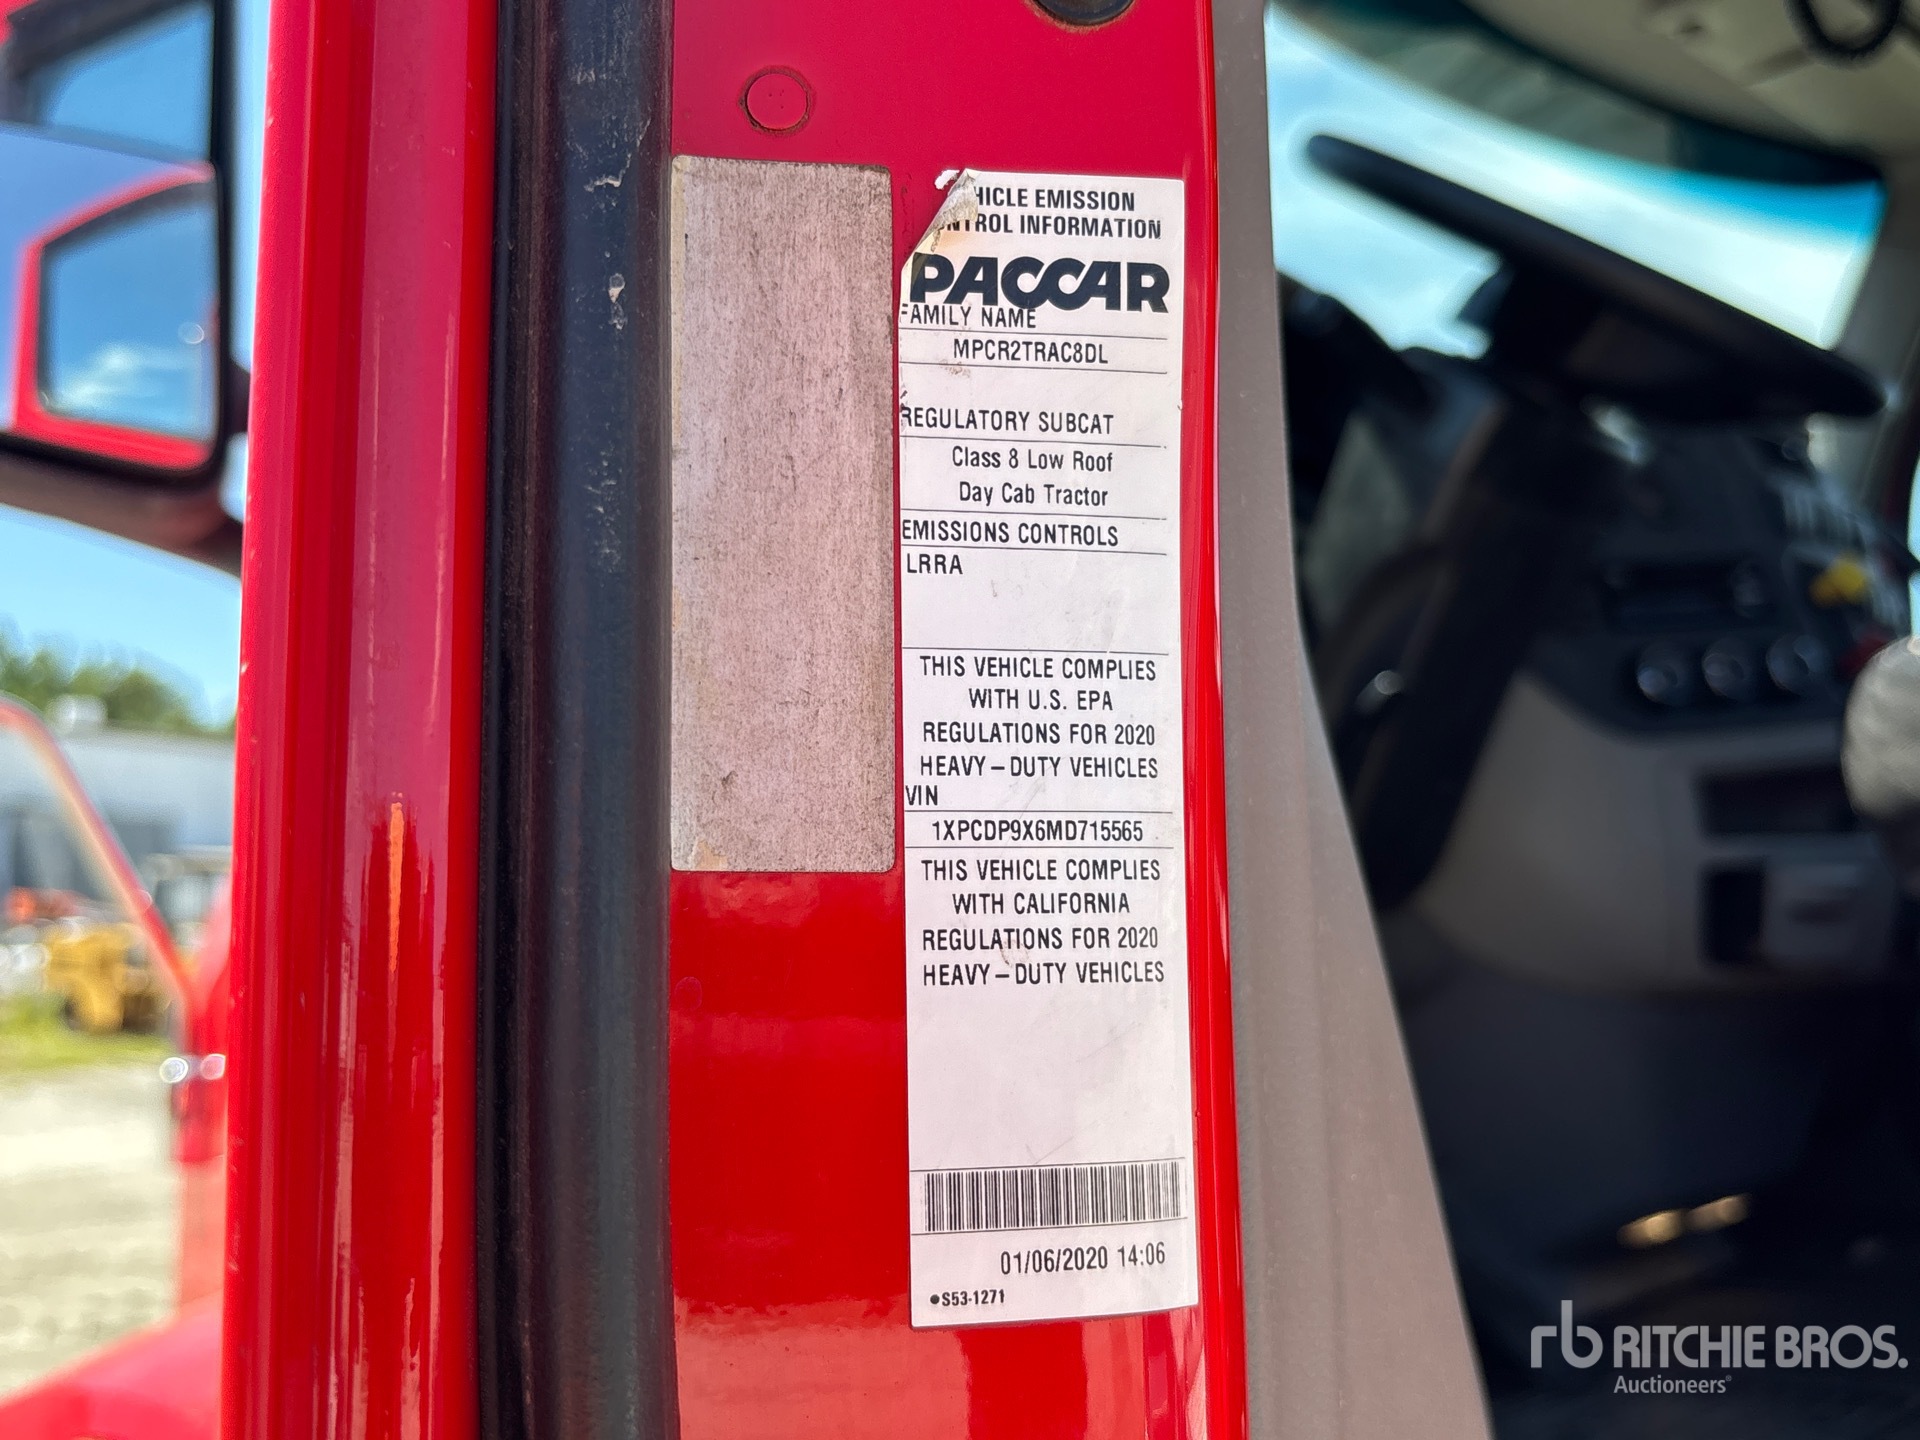 HICLE EMISSION
NTROL INFORMATION
PACCAR
FAMILY NAME
MPCR2TRAC8DL
REGULATORY SUBCAT
Class 8 Low Roof
Day Cab Tractor
EMISSIONS CONTROLS
LRRA
THIS VEHICLE COMPLIES
WITH U.S. EPA
REGULATIONS FOR 2020
HEAVY–DUTY VEHICLES
VIN
1XPCDP9X6MD715565
THIS VEHICLE COMPLIES
WITH CALIFORNIA
REGULATIONS FOR 2020
HEAVY–DUTY VEHICLES
01/06/2020 14:06
●S53-1271
rb RITCHIE BROS.
Auctioneers®